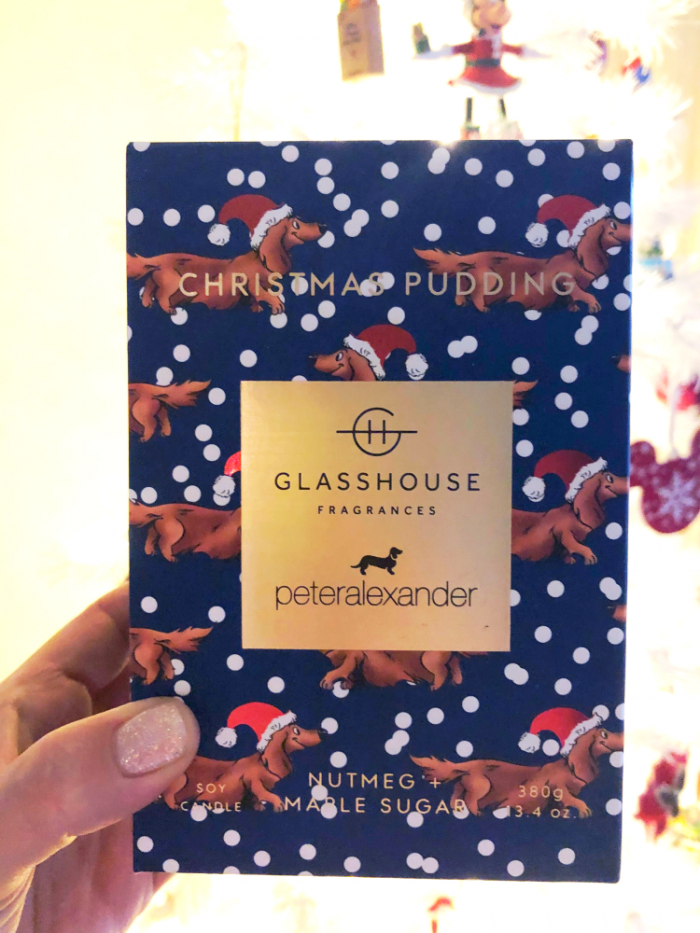 CHRISTMAS PUDDING
GLASSHOUSE
FRAGRANCES
peteralexander
NUTMEG +
MAPLE SUGAR
SOY
CANDLE
380g
13.4 oz.